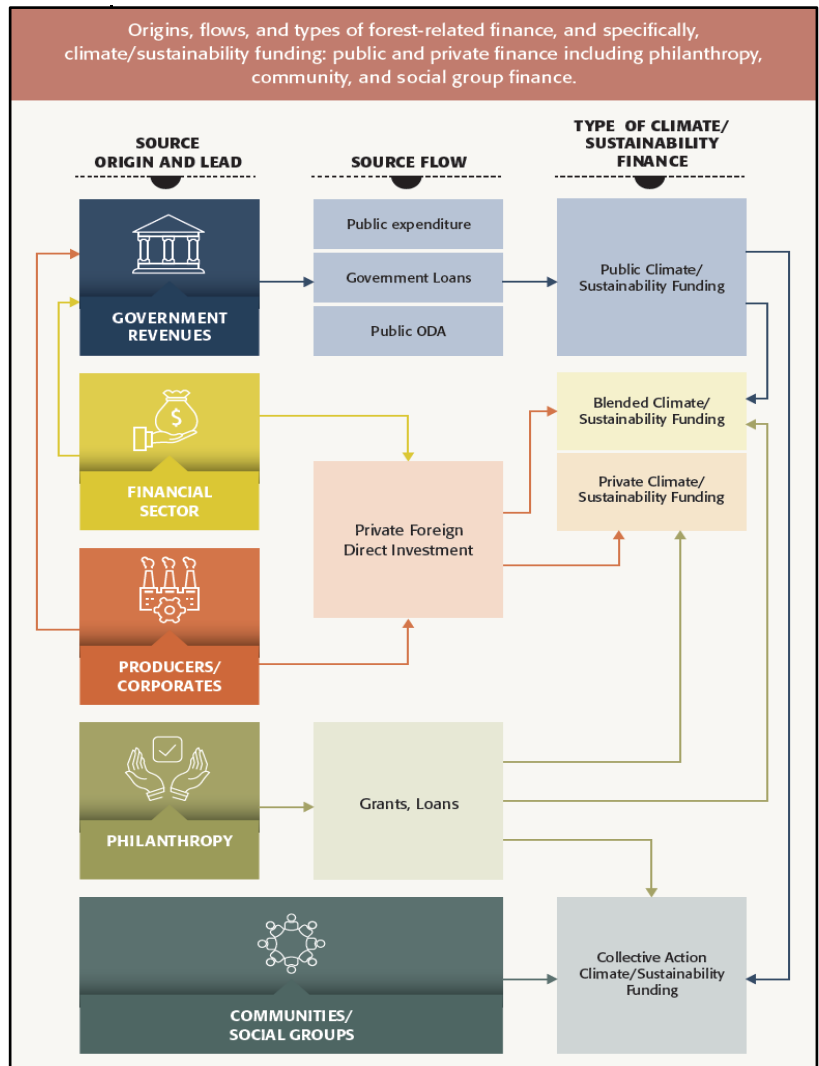 Origins, flows, and types of forest-related finance, and specifically,
climate/sustainability funding: public and private finance including philanthropy,
community, and social group finance.
SOURCE
ORIGIN AND LEAD
SOURCE FLOW
TYPE OF CLIMATE/
SUSTAINABILITY
FINANCE
GOVERNMENT
REVENUES
Public expenditure
Government Loans
Public ODA
Public Climate/
Sustainability Funding
FINANCIAL
SECTOR
$
Private Foreign
Direct Investment
Blended Climate/
Sustainability Funding
Private Climate/
Sustainability Funding
PRODUCERS/
CORPORATES
PHILANTHROPY
Grants, Loans
COMMUNITIES/
SOCIAL GROUPS
Collective Action
Climate/Sustainability
Funding